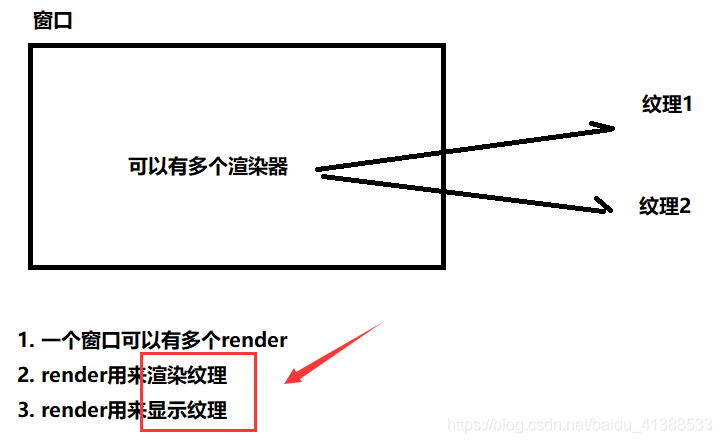 窗口
纹理1
可以有多个渲染器
纹理2
1. 一个窗口可以有多个render
2. render用来渲染纹理
3. render用来显示纹理
https://blog.csdn.net/baidu_41388533